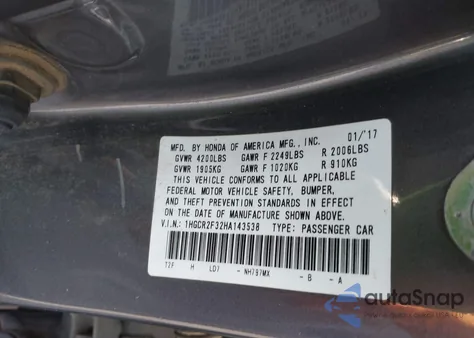 MFD. BY HONDA OF AMERICA MFG., INC. 01/'17
GVWR 4200LBS GAWR F 2249LBS R 2006LBS
GVWR 1905KG GAWR F 1020KG R 910KG
THIS VEHICLE CONFORMS TO ALL APPLICABLE
FEDERAL MOTOR VEHICLE SAFETY, BUMPER,
AND THEFT PREVENTION STANDARDS IN EFFECT
ON THE DATE OF MANUFACTURE SHOWN ABOVE.
V.I.N.: 1HGCR2F32HA143538 TYPE: PASSENGER CAR
T2F H LD7 - NH797MX - B - A
autoSnap